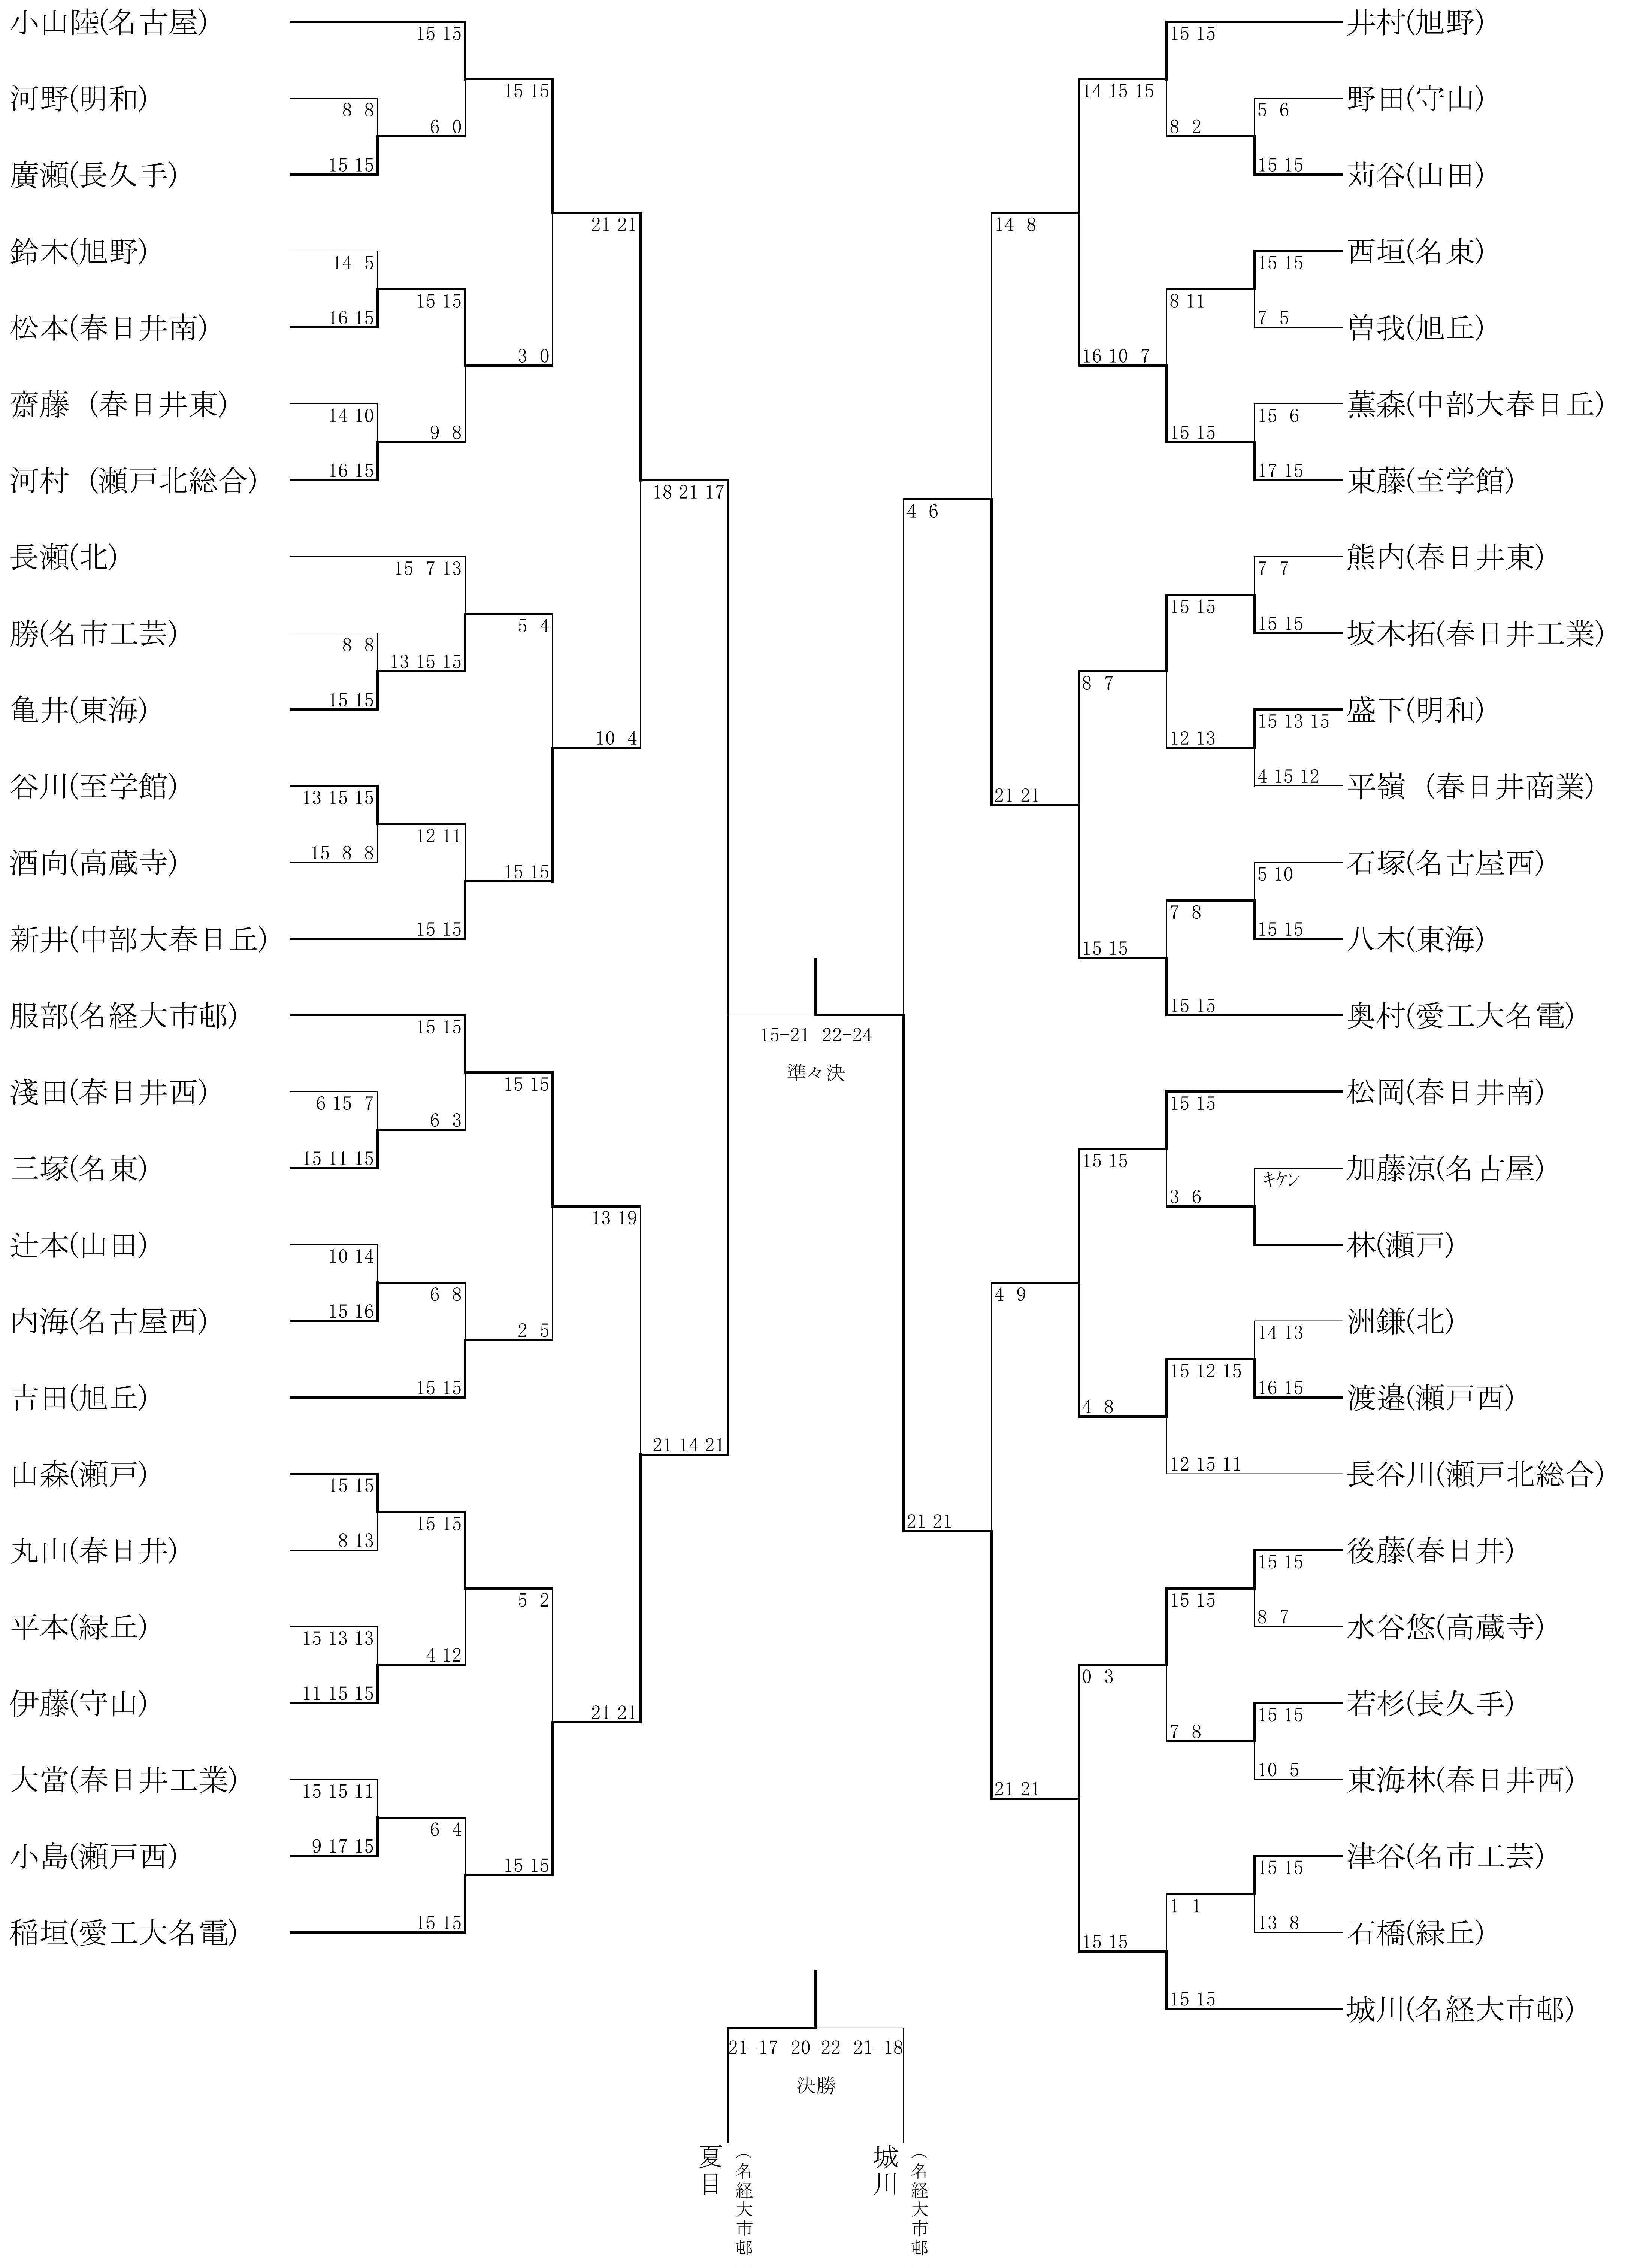 小山陸(名古屋)
15 15
河野(明和)
8 8
6 0
15 15
廣瀬(長久手)
15 15
鈴木(旭野)
14 5
21 21
松本(春日井南)
16 15
15 15
齋藤 (春日井東)
14 10
3 0
河村 (瀬戸北総合)
16 15
9 8
18 21 17
長瀬(北)
15 7 13
勝(名市工芸)
8 8
5 4
亀井(東海)
15 15
13 15 15
谷川(至学館)
13 15 15
10 4
酒向(高蔵寺)
15 8 8
12 11
15 15
新井(中部大春日丘)
15 15
服部(名経大市邨)
15 15
淺田(春日井西)
6 15 7
6 3
15 15
三塚(名東)
15 11 15
辻本(山田)
10 14
13 19
内海(名古屋西)
15 16
6 8
2 5
吉田(旭丘)
15 15
山森(瀬戸)
15 15
21 14 21
丸山(春日井)
8 13
15 15
平本(緑丘)
15 13 13
5 2
伊藤(守山)
11 15 15
4 12
大當(春日井工業)
15 15 11
21 21
小島(瀬戸西)
9 17 15
6 4
15 15
稲垣(愛工大名電)
15 15
15-21 22-24
準々決
井村(旭野)
15 15
野田(守山)
5 6
14 15 15
8 2
苅谷(山田)
15 15
西垣(名東)
15 15
14 8
曽我(旭丘)
7 5
8 11
薫森(中部大春日丘)
15 6
16 10 7
東藤(至学館)
17 15
15 15
4 6
熊内(春日井東)
7 7
坂本拓(春日井工業)
15 15
15 15
盛下(明和)
15 13 15
8 7
平嶺 (春日井商業)
4 15 12
12 13
21 21
石塚(名古屋西)
5 10
八木(東海)
15 15
7 8
15 15
奥村(愛工大名電)
15 15
松岡(春日井南)
15 15
加藤涼(名古屋)
キケン
15 15
3 6
林(瀬戸)
洲鎌(北)
14 13
4 9
渡邉(瀬戸西)
16 15
15 12 15
4 8
長谷川(瀬戸北総合)
12 15 11
21 21
後藤(春日井)
15 15
水谷悠(高蔵寺)
8 7
15 15
若杉(長久手)
15 15
0 3
7 8
東海林(春日井西)
10 5
21 21
津谷(名市工芸)
15 15
石橋(緑丘)
13 8
1 1
15 15
城川(名経大市邨)
15 15
21-17 20-22 21-18
決勝
夏目
(名経大市邨
城川
(名経大市邨